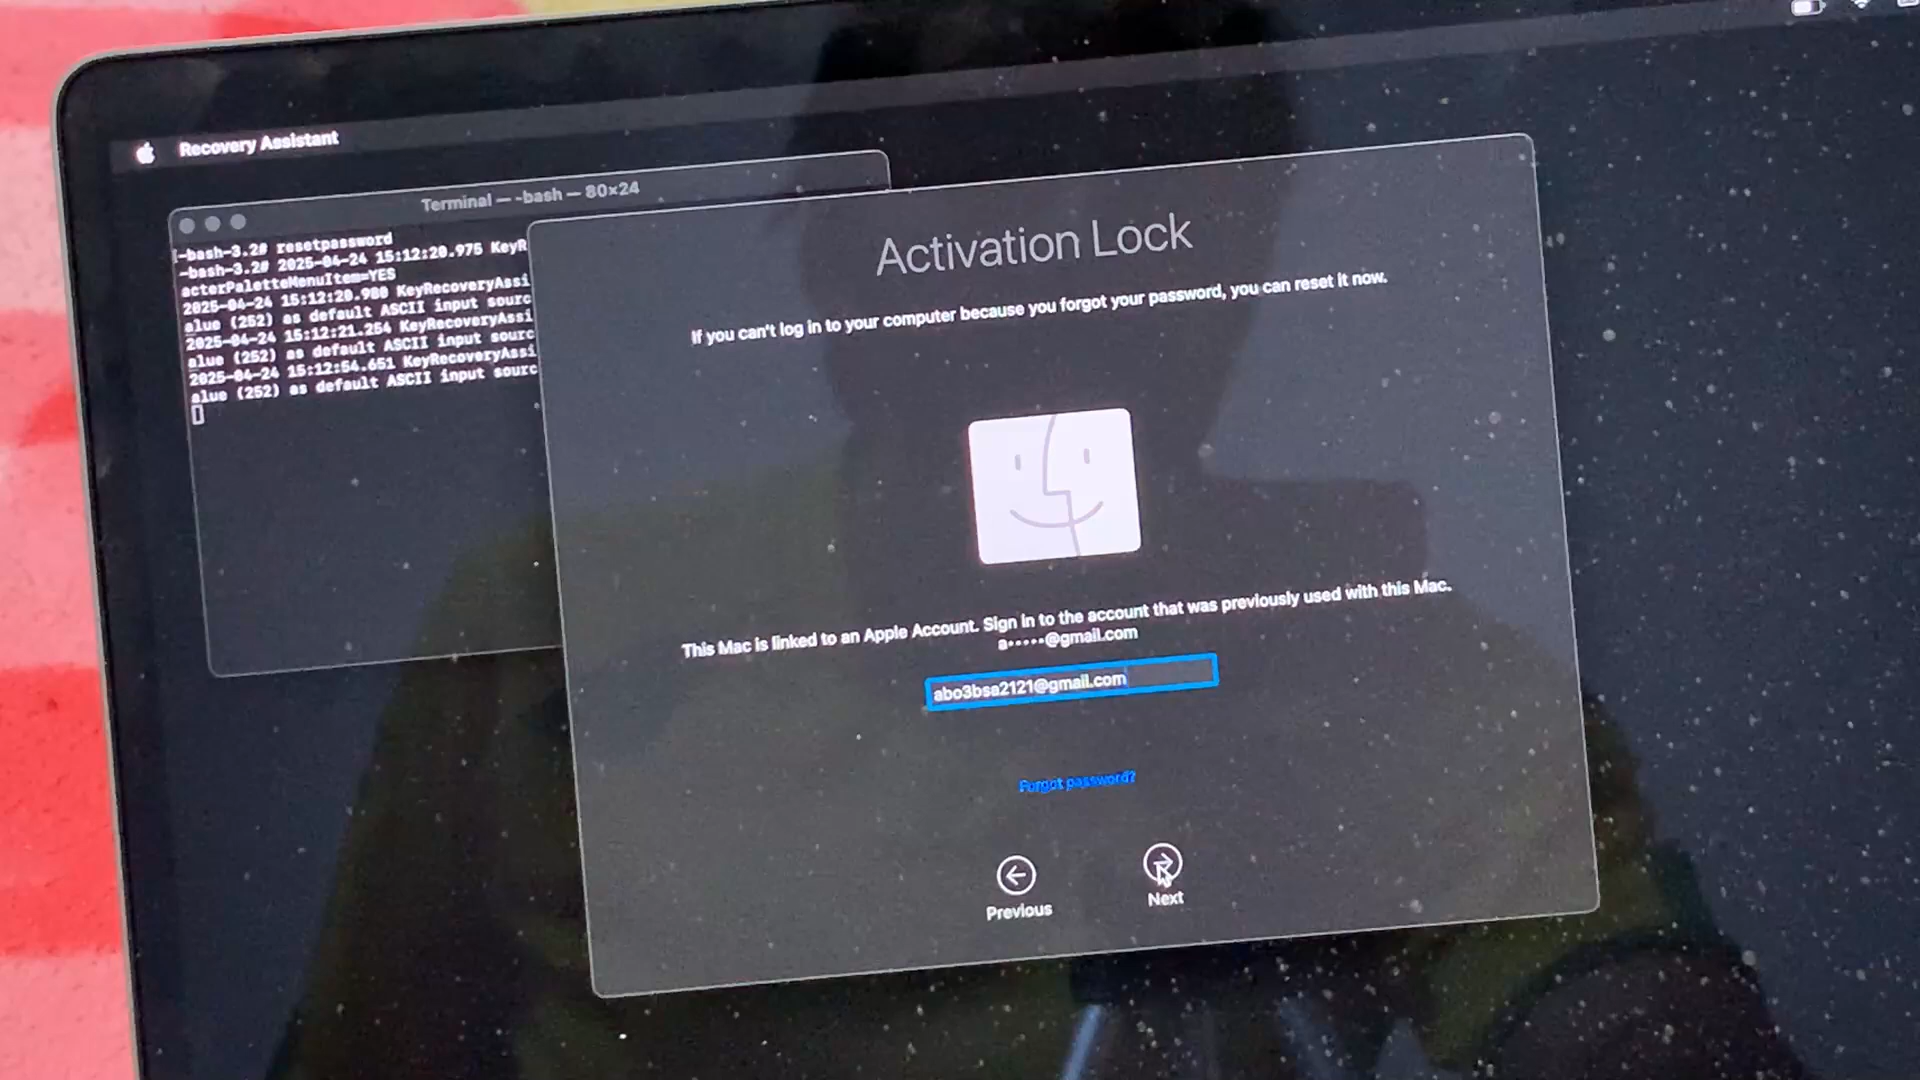 Recovery Assistant
Terminal — -bash — 80×24
-bash-3.2# resetpassword
-bash-3.2# 2025-04-24 15:12:20.975 KeyR
acterPaletteMenuItem=YES
2025-04-24 15:12:20.980 KeyRecoveryAssi
alue (252) as default ASCII input sourc
2025-04-24 15:12:21.254 KeyRecoveryAssi
alue (252) as default ASCII input sourc
2025-04-24 15:12:54.651 KeyRecoveryAssi
alue (252) as default ASCII input sourc
Activation Lock
If you can't log in to your computer because you forgot your password, you can reset it now.
This Mac is linked to an Apple Account. Sign in to the account that was previously used with this Mac.
a•••••@gmail.com
abo3bsa2121@gmail.com
Forgot password?
Previous
Next